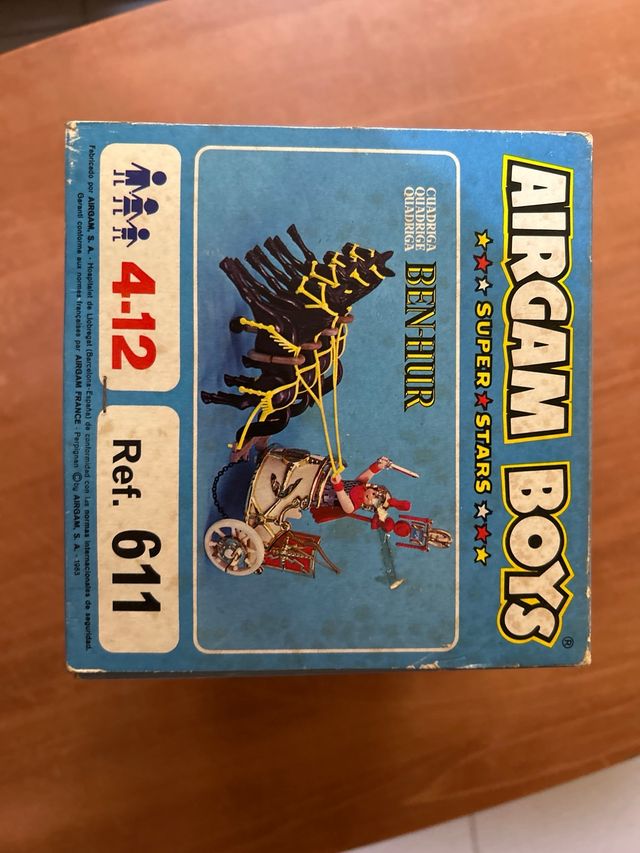 AIRGAM BOYS®
★★★ SUPER★STARS ★★★
CUADRIGA
QUADRIGA
QUADRIGA
BEN-HUR
4-12
Ref. 611
Fabricado por AIRGAM, S. A. - Hospitalet de Llobregat (Barcelona-España) de conformidad con las normas internacionales de seguridad.
Garanti conforme aux normes françaises par AIRGAM FRANCE - Perpignan © by AIRGAM, S. A. - 1983